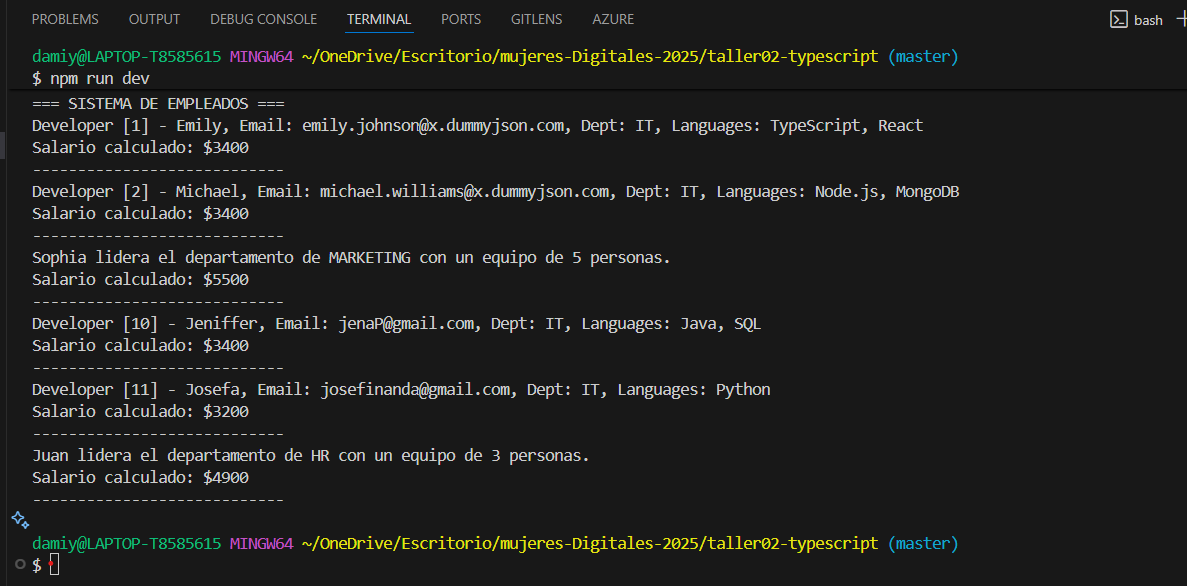 PROBLEMS OUTPUT DEBUG CONSOLE TERMINAL PORTS GITLENS AZURE bash
damiy@LAPTOP-T8585615 MINGW64 ~/OneDrive/Escritorio/mujeres-Digitales-2025/taller02-typescript (master)
$ npm run dev
=== SISTEMA DE EMPLEADOS ===
Developer [1] - Emily, Email: emily.johnson@x.dummyjson.com, Dept: IT, Languages: TypeScript, React
Salario calculado: $3400
----------------------------
Developer [2] - Michael, Email: michael.williams@x.dummyjson.com, Dept: IT, Languages: Node.js, MongoDB
Salario calculado: $3400
----------------------------
Sophia lidera el departamento de MARKETING con un equipo de 5 personas.
Salario calculado: $5500
----------------------------
Developer [10] - Jeniffer, Email: jenaP@gmail.com, Dept: IT, Languages: Java, SQL
Salario calculado: $3400
----------------------------
Developer [11] - Josefa, Email: josefinanda@gmail.com, Dept: IT, Languages: Python
Salario calculado: $3200
----------------------------
Juan lidera el departamento de HR con un equipo de 3 personas.
Salario calculado: $4900
----------------------------
damiy@LAPTOP-T8585615 MINGW64 ~/OneDrive/Escritorio/mujeres-Digitales-2025/taller02-typescript (master)
$